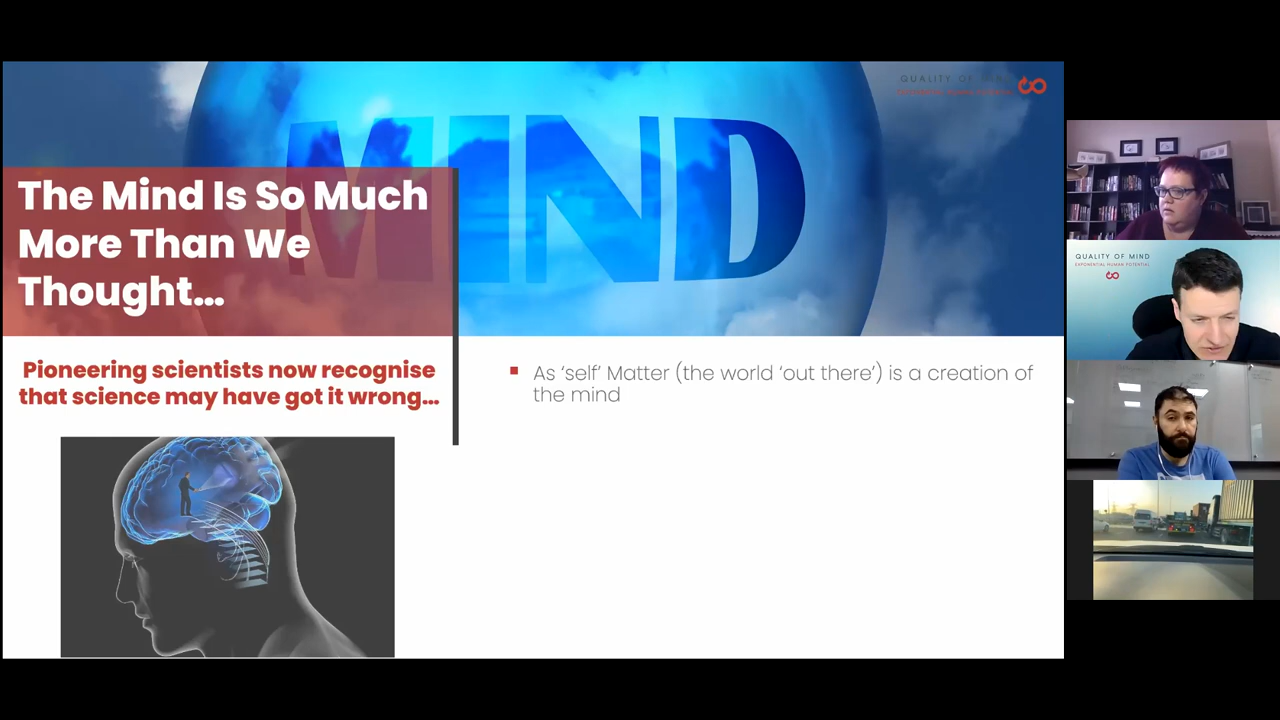 QUALITY OF MIND
MIND
The Mind Is So Much
More Than We
Thought...
Pioneering scientists now recognise
that science may have got it wrong...
▪ As ‘self’ Matter (the world ‘out there’) is a creation of
the mind
QUALITY OF MIND
EXPONENTIAL HUMAN POTENTIAL